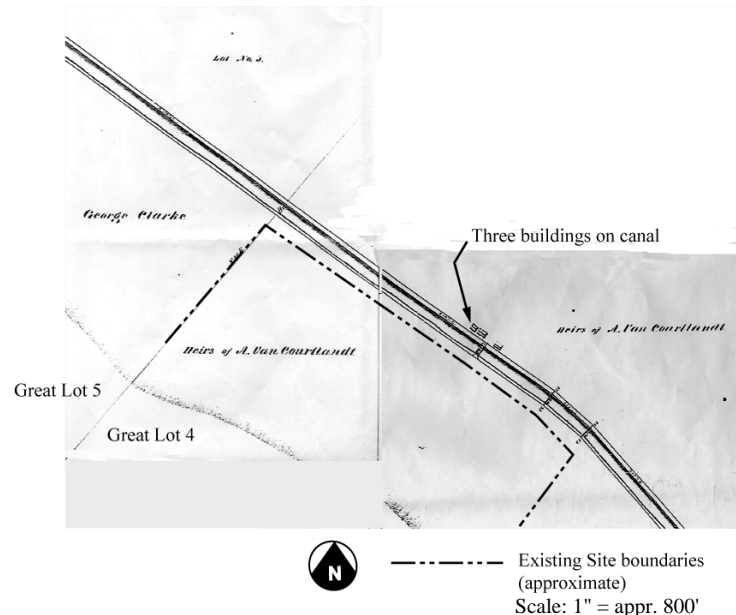 Lot No. 5.
George Clarke
Three buildings on canal
Heirs of A. Van Courtlandt
Heirs of A. Van Courtlandt
Great Lot 5
Great Lot 4
N
Existing Site boundaries
(approximate)
Scale: 1" = appr. 800'